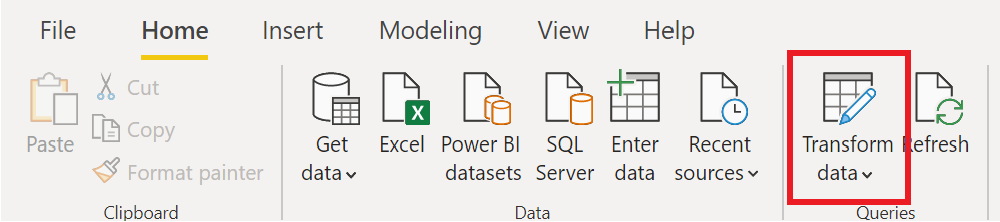 File Home Insert Modeling View Help
Paste
Cut
Copy
Format painter
Clipboard
Get
data
Excel
Power BI
datasets
SQL
Server
Enter
data
Recent
sources
Data
Transform
data
Refresh
Queries